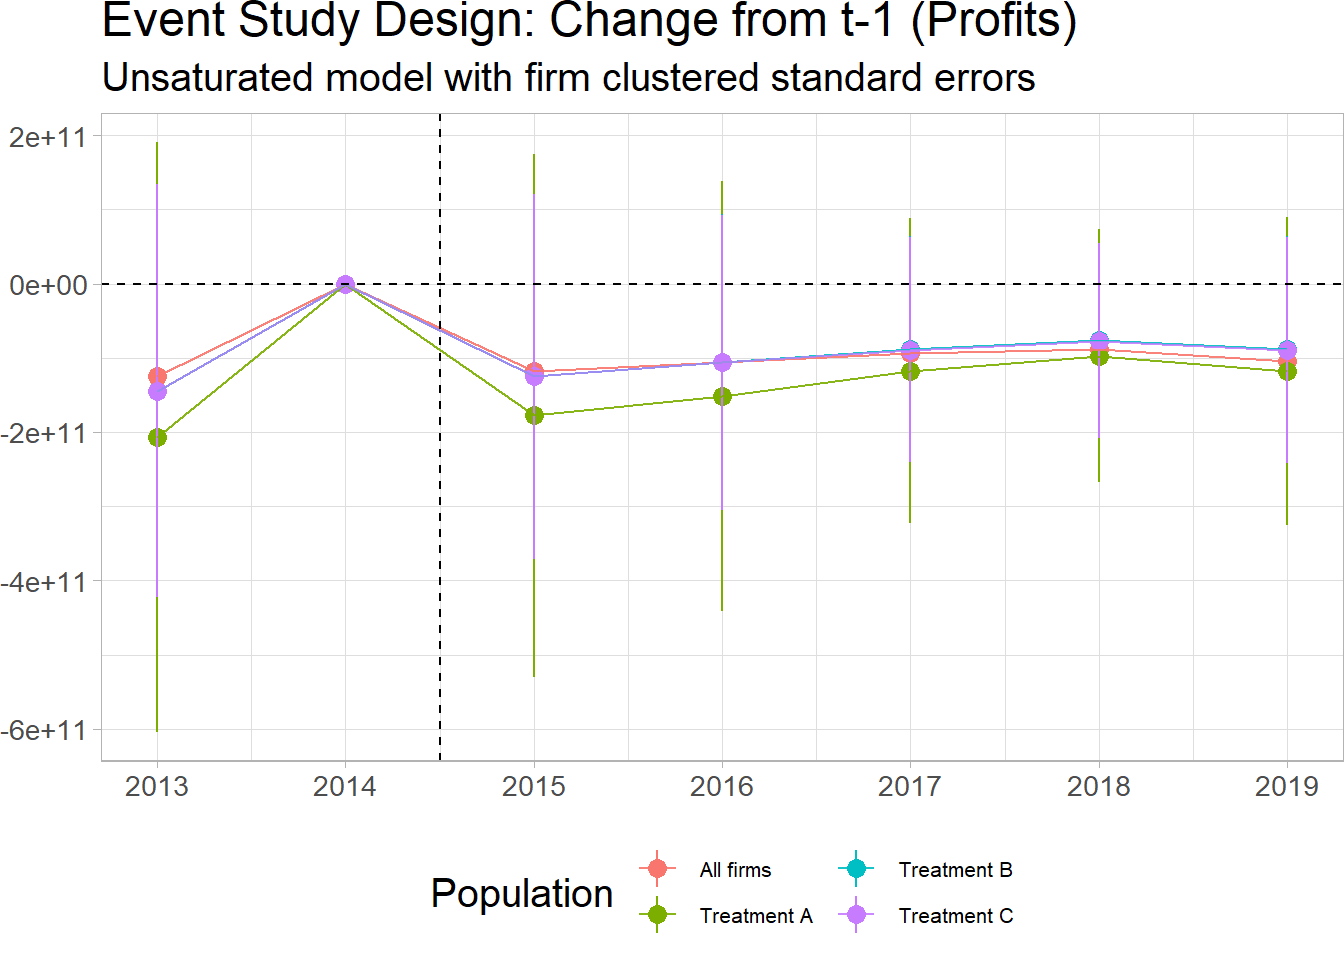 Event Study Design: Change from t-1 (Profits)
Unsaturated model with firm clustered standard errors
2e+11
0e+00
-2e+11
-4e+11
-6e+11
2013 2014 2015 2016 2017 2018 2019
Population
All firms Treatment B
Treatment A Treatment C